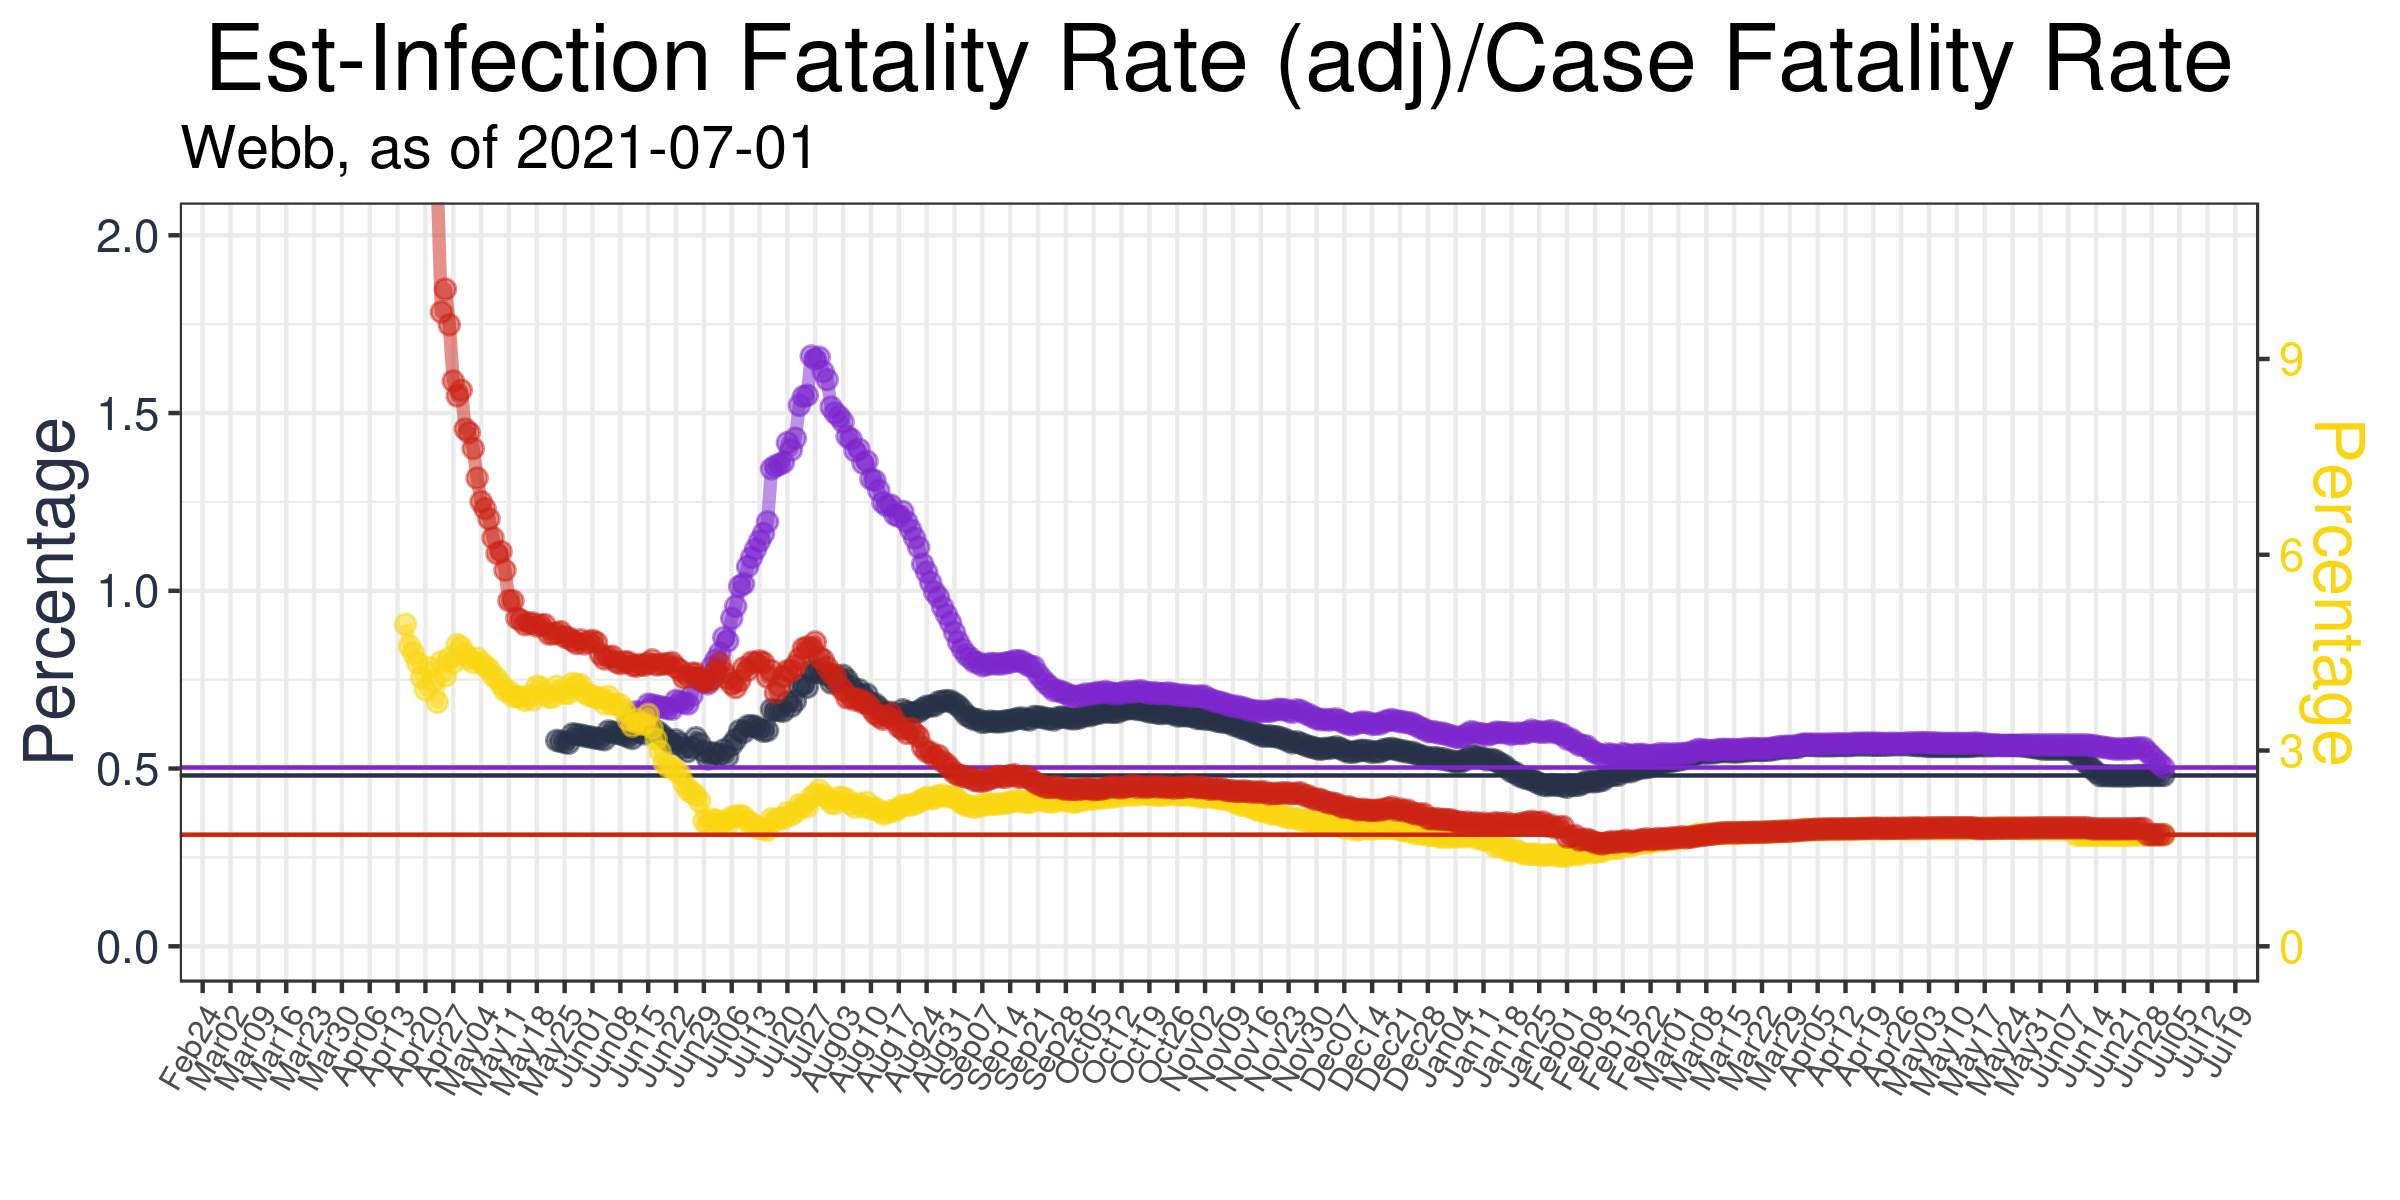 Est-Infection Fatality Rate (adj)/Case Fatality Rate
Webb, as of 2021-07-01
Percentage
2.0
1.5
1.0
0.5
0.0
9
6
3
0
Percentage
Feb24
Mar02
Mar09
Mar16
Mar23
Mar30
Apr06
Apr13
Apr20
Apr27
May04
May11
May18
May25
Jun01
Jun08
Jun15
Jun22
Jun29
Jul06
Jul13
Jul20
Jul27
Aug03
Aug10
Aug17
Aug24
Aug31
Sep07
Sep14
Sep21
Sep28
Oct05
Oct12
Oct19
Oct26
Nov02
Nov09
Nov16
Nov23
Nov30
Dec07
Dec14
Dec21
Dec28
Jan04
Jan11
Jan18
Jan25
Feb01
Feb08
Feb15
Feb22
Mar01
Mar08
Mar15
Mar22
Mar29
Apr05
Apr12
Apr19
Apr26
May03
May10
May17
May24
May31
Jun07
Jun14
Jun21
Jun28
Jul05
Jul12
Jul19